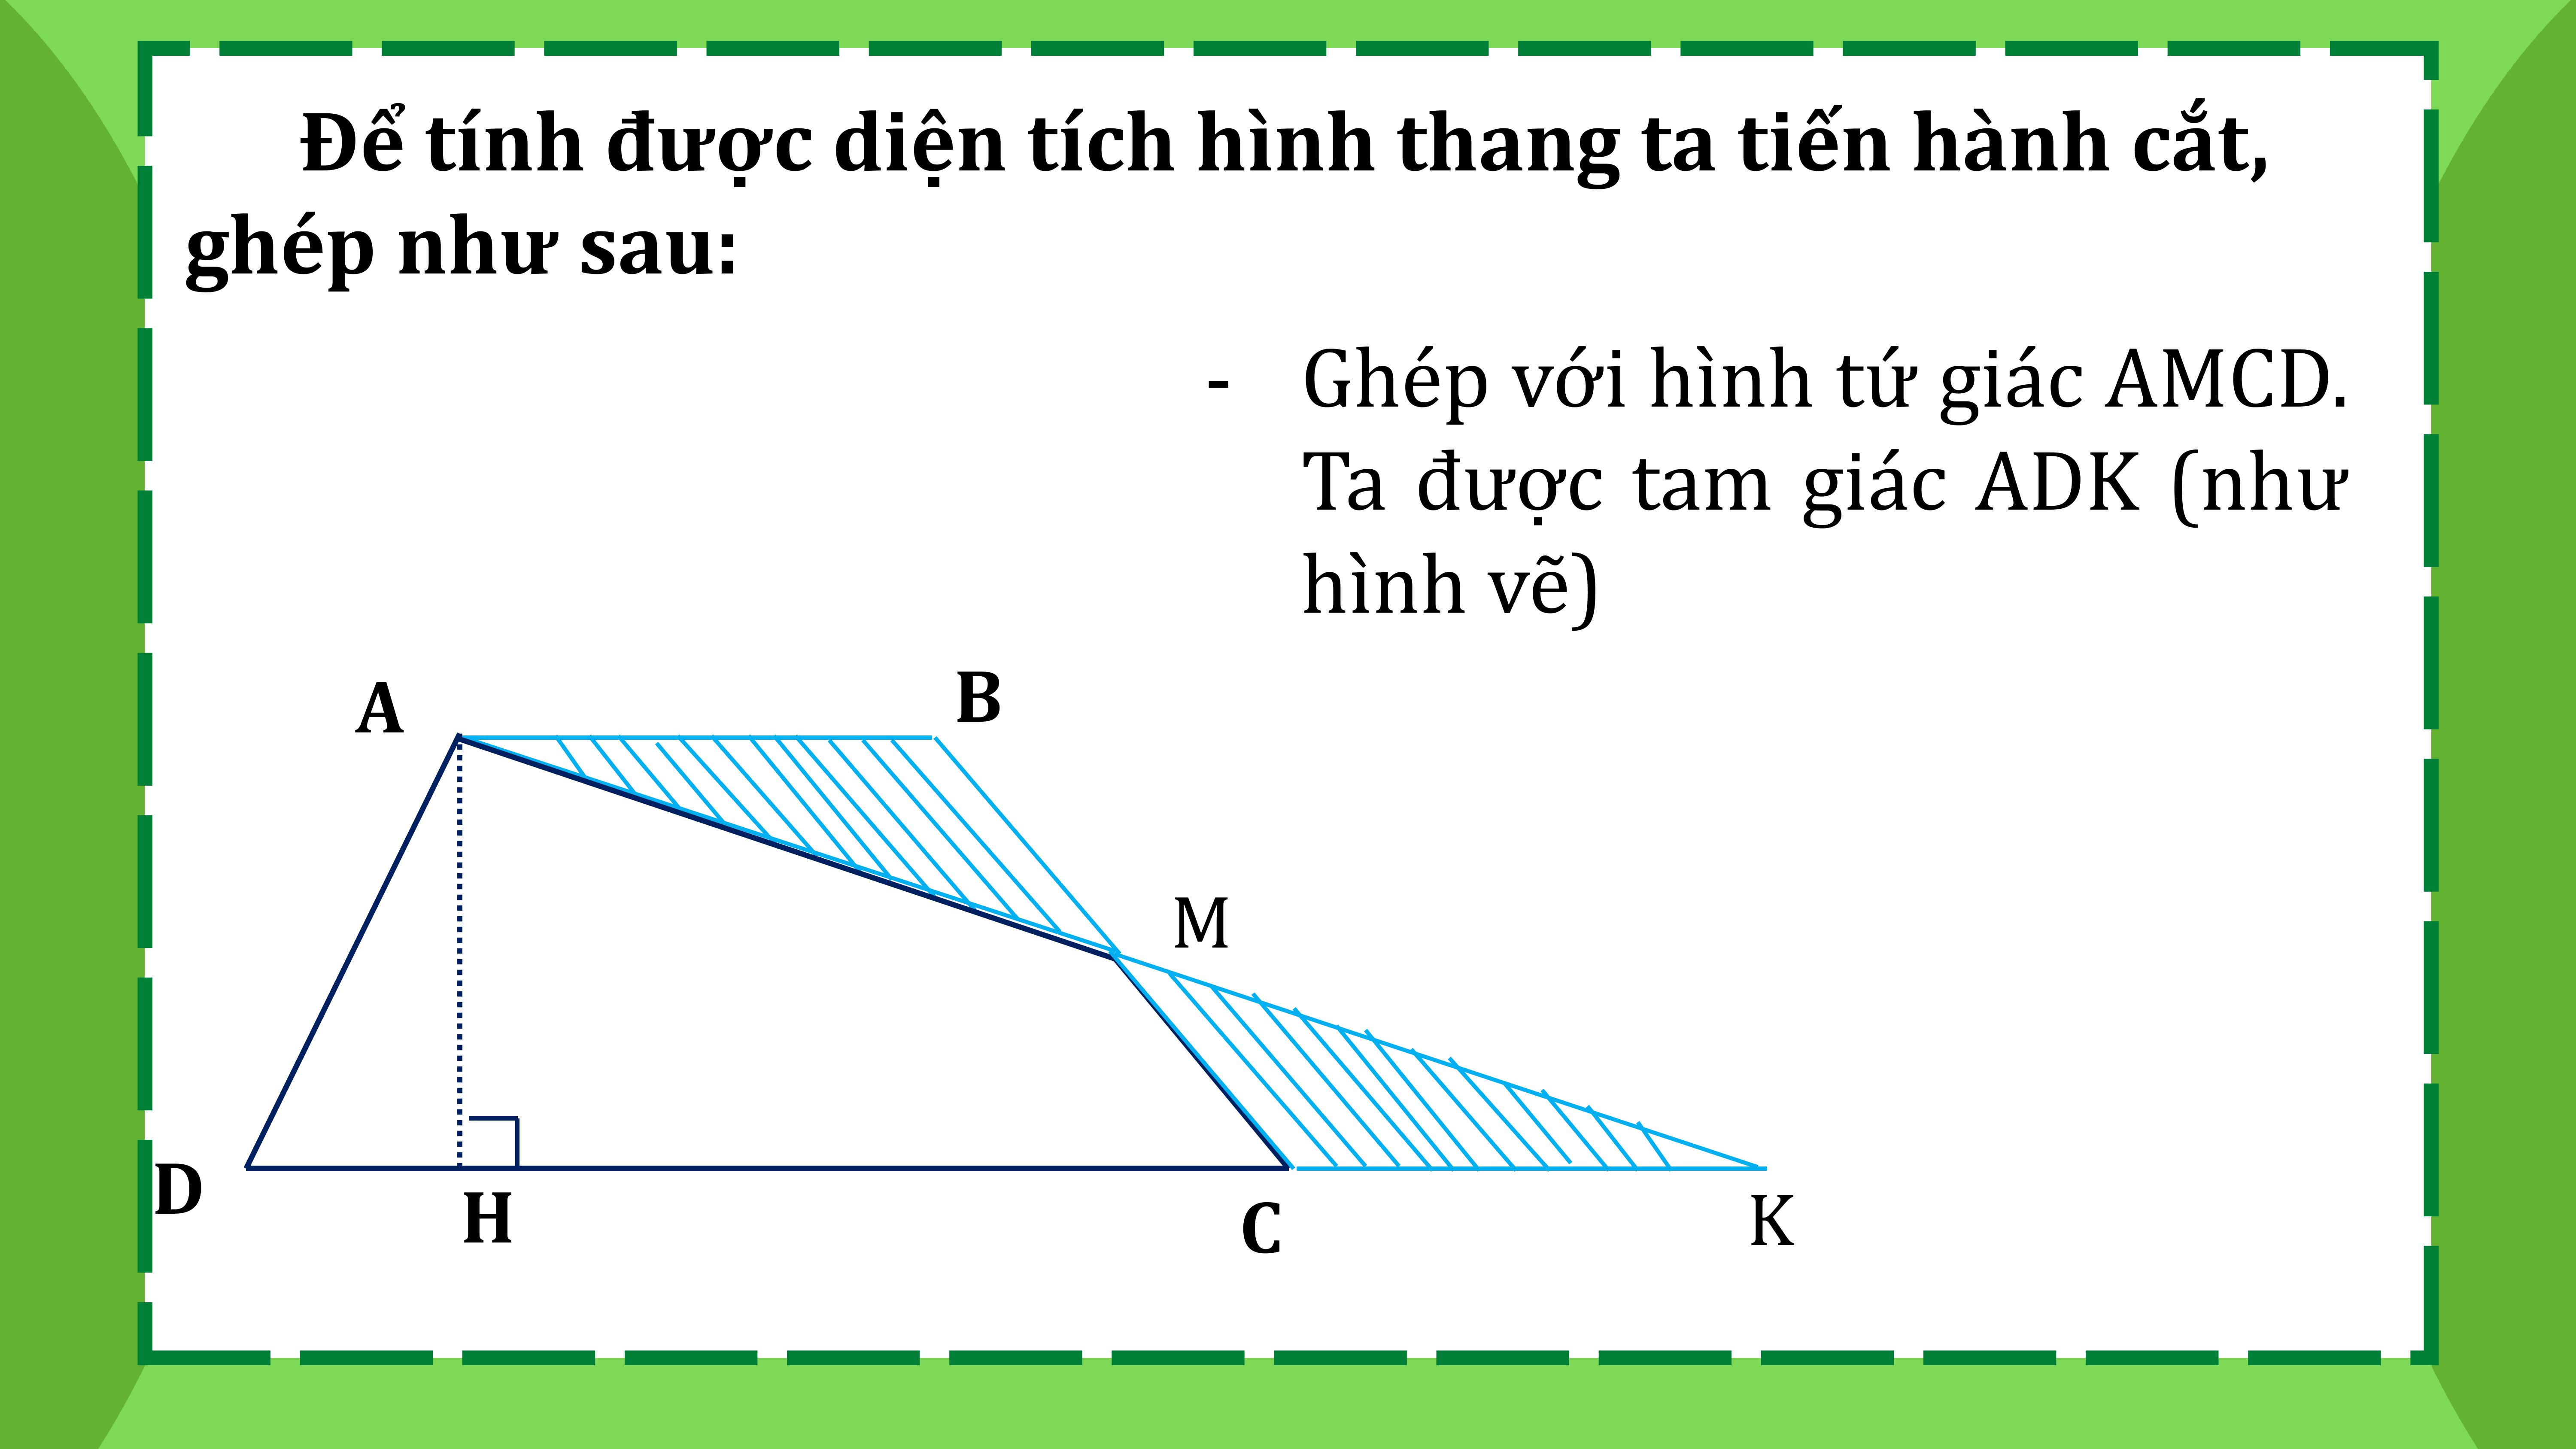 Để tính được diện tích hình thang ta tiến hành cắt,
ghép như sau:
- Ghép với hình tứ giác AMCD.
Ta được tam giác ADK (như
hình vẽ)
A
B
M
D
H
C
K